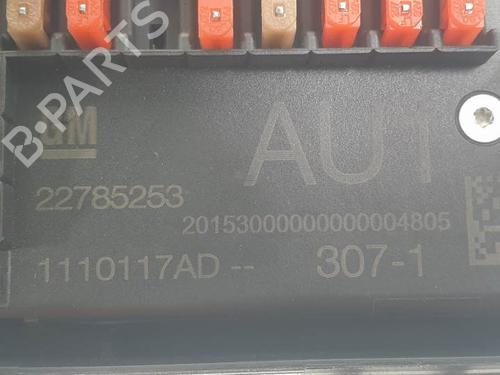 GM
AU1
22785253
20153000000000004805
1110117AD -- 307-1
B-PARTS